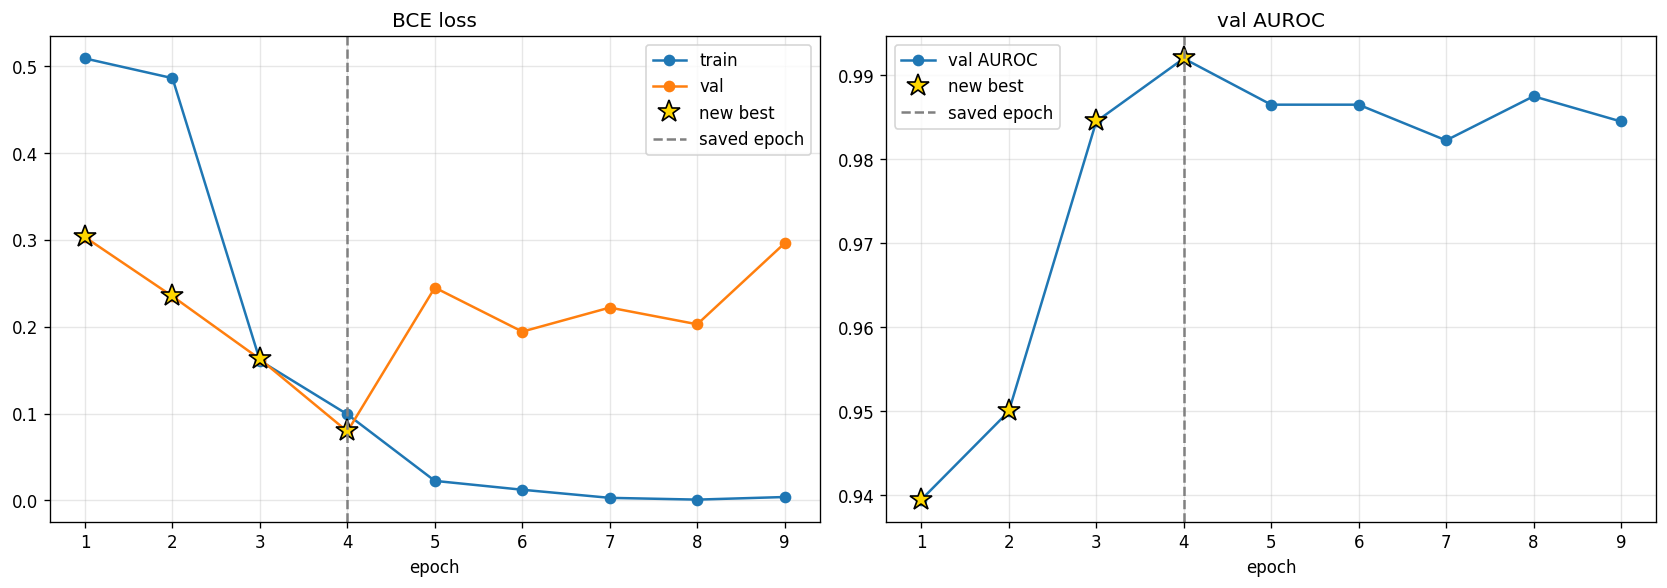 BCE loss
train
val
new best
saved epoch
0.5
0.4
0.3
0.2
0.1
0.0
1 2 3 4 5 6 7 8 9
epoch
val AUROC
val AUROC
new best
saved epoch
0.99
0.98
0.97
0.96
0.95
0.94
1 2 3 4 5 6 7 8 9
epoch